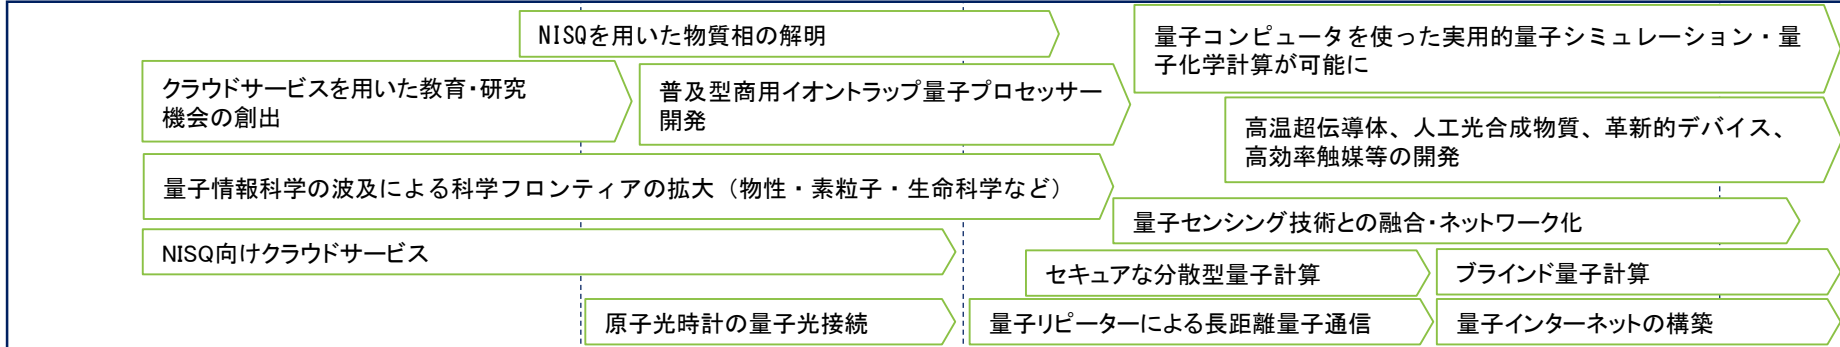 NISQを用いた物質相の解明
量子コンピュータを使った実用的量子シミュレーション・量
子化学計算が可能に
クラウドサービスを用いた教育・研究
機会の創出
普及型商用イオントラップ量子プロセッサー
開発
高温超伝導体、人工光合成物質、革新的デバイス、
高効率触媒等の開発
量子情報科学の波及による科学フロンティアの拡大（物性・素粒子・生命科学など）
量子センシング技術との融合・ネットワーク化
NISQ向けクラウドサービス
セキュアな分散型量子計算
ブラインド量子計算
原子光時計の量子光接続
量子リピーターによる長距離量子通信
量子インターネットの構築